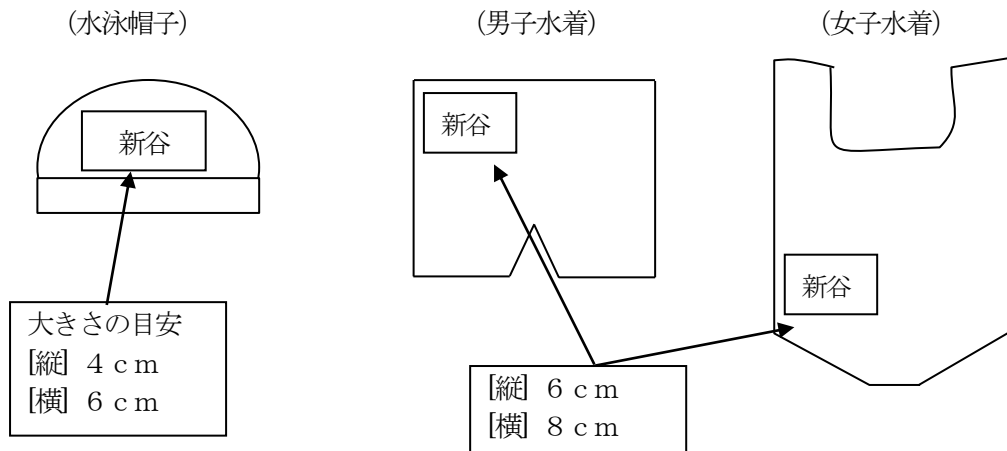 （水泳帽子）
（男子水着）
（女子水着）
新谷
新谷
新谷
大きさの目安
[縦] ４ｃｍ
[横] ６ｃｍ
[縦] ６ｃｍ
[横] ８ｃｍ